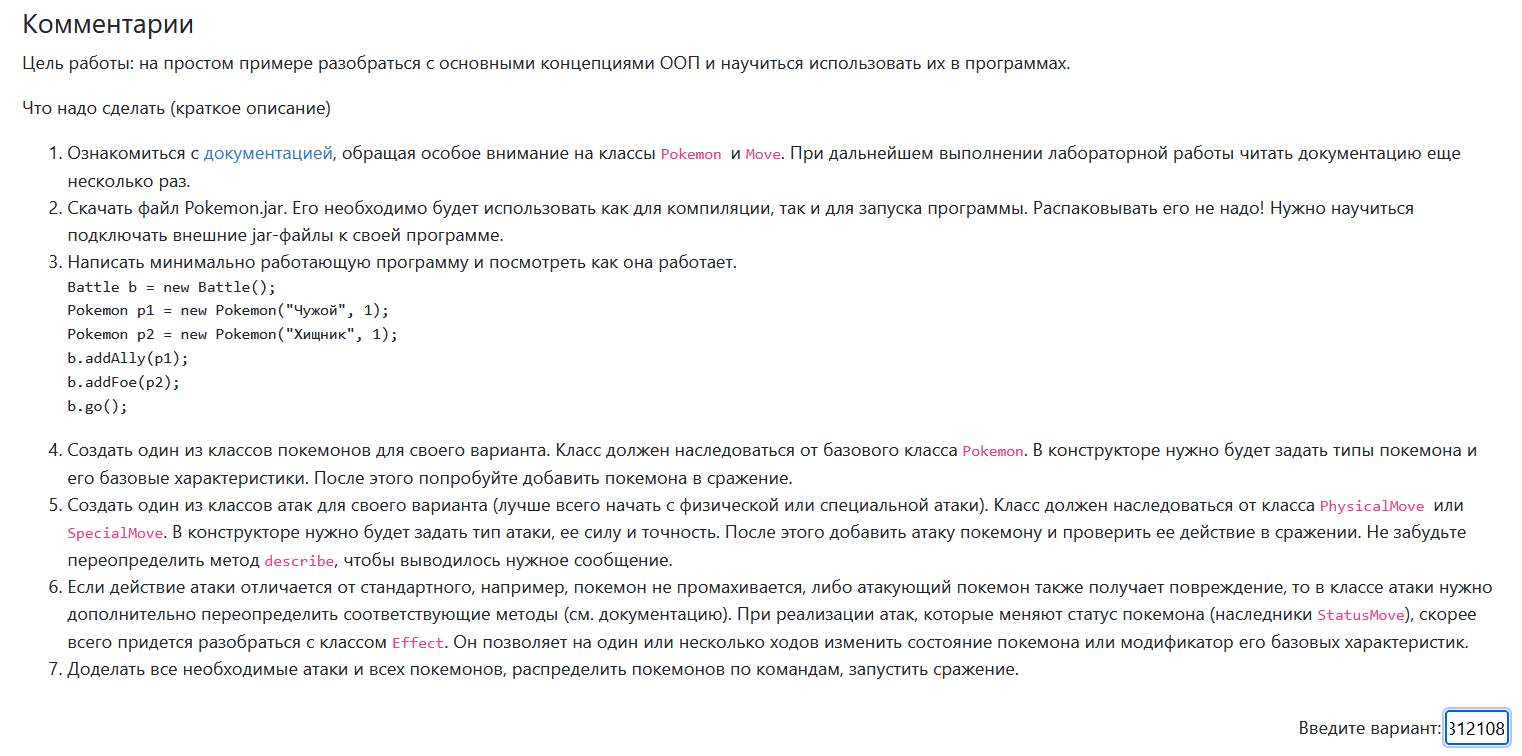 Комментарии
Цель работы: на простом примере разобраться с основными концепциями ООП и научиться использовать их в программах.
Что надо сделать (краткое описание)
1. Ознакомиться с документацией, обращая особое внимание на классы Pokemon и Move. При дальнейшем выполнении лабораторной работы читать документацию еще
несколько раз.
2. Скачать файл Pokemon.jar. Его необходимо будет использовать как для компиляции, так и для запуска программы. Распаковывать его не надо! Нужно научиться
подключать внешние jar-файлы к своей программе.
3. Написать минимально работающую программу и посмотреть как она работает.
Battle b = new Battle();
Pokemon p1 = new Pokemon("Чужой", 1);
Pokemon p2 = new Pokemon("Хищник", 1);
b.addAlly(p1);
b.addFoe(p2);
b.go();
4. Создать один из классов покемонов для своего варианта. Класс должен наследоваться от базового класса Pokemon. В конструкторе нужно будет задать типы покемона и
его базовые характеристики. После этого попробуйте добавить покемона в сражение.
5. Создать один из классов атак для своего варианта (лучше всего начать с физической или специальной атаки). Класс должен наследоваться от класса PhysicalMove или
SpecialMove. В конструкторе нужно будет задать тип атаки, ее силу и точность. После этого добавить атаку покемону и проверить ее действие в сражении. Не забудьте
переопределить метод describe, чтобы выводилось нужное сообщение.
6. Если действие атаки отличается от стандартного, например, покемон не промахивается, либо атакующий покемон также получает повреждение, то в классе атаки нужно
дополнительно переопределить соответствующие методы (см. документацию). При реализации атак, которые меняют статус покемона (наследники StatusMove), скорее
всего придется разобраться с классом Effect. Он позволяет на один или несколько ходов изменить состояние покемона или модификатор его базовых характеристик.
7. Доделать все необходимые атаки и всех покемонов, распределить покемонов по командам, запустить сражение.
Введите вариант: 312108